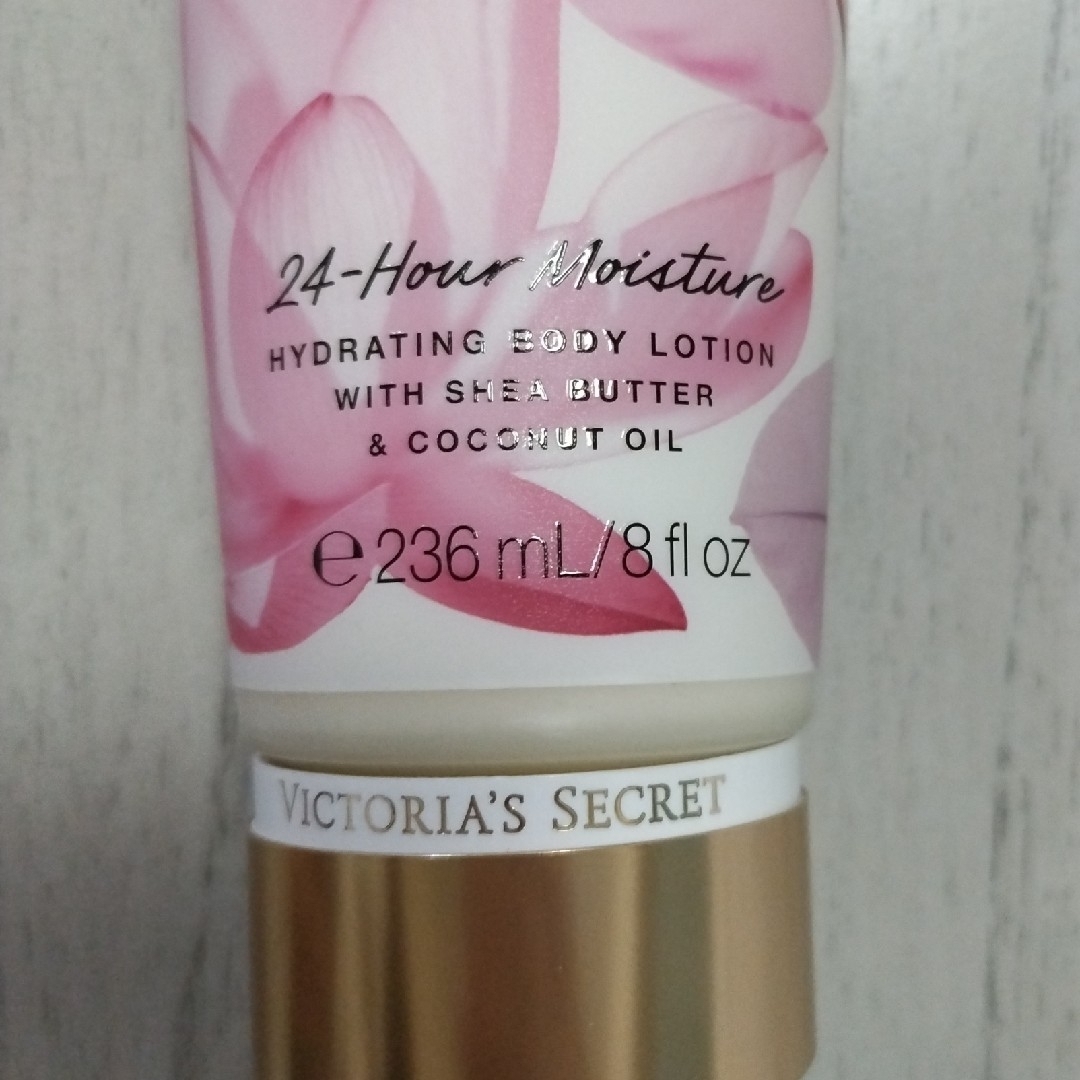 24-Hour Moisture
HYDRATING BODY LOTION
WITH SHEA BUTTER
& COCONUT OIL
℮ 236 mL/8 fl oz
VICTORIA'S SECRET